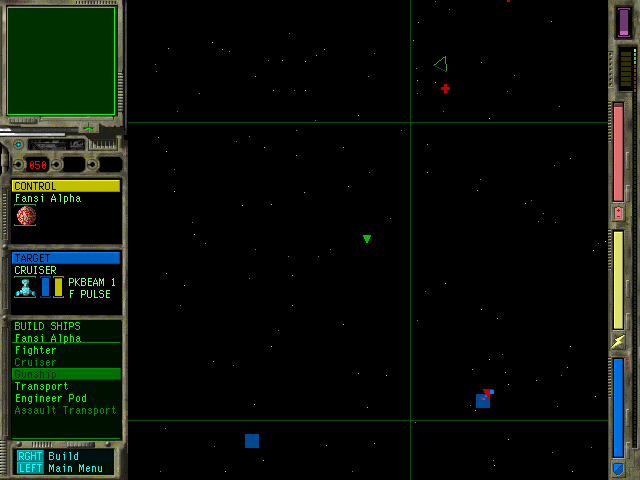 050
CONTROL
Fansi Alpha
TARGET
CRUISER
PKBEAM 1
F PULSE
BUILD SHIPS
Fansi Alpha
Fighter
Cruiser
Gunship
Transport
Engineer Pod
Assault Transport
RGHT Build
LEFT Main Menu